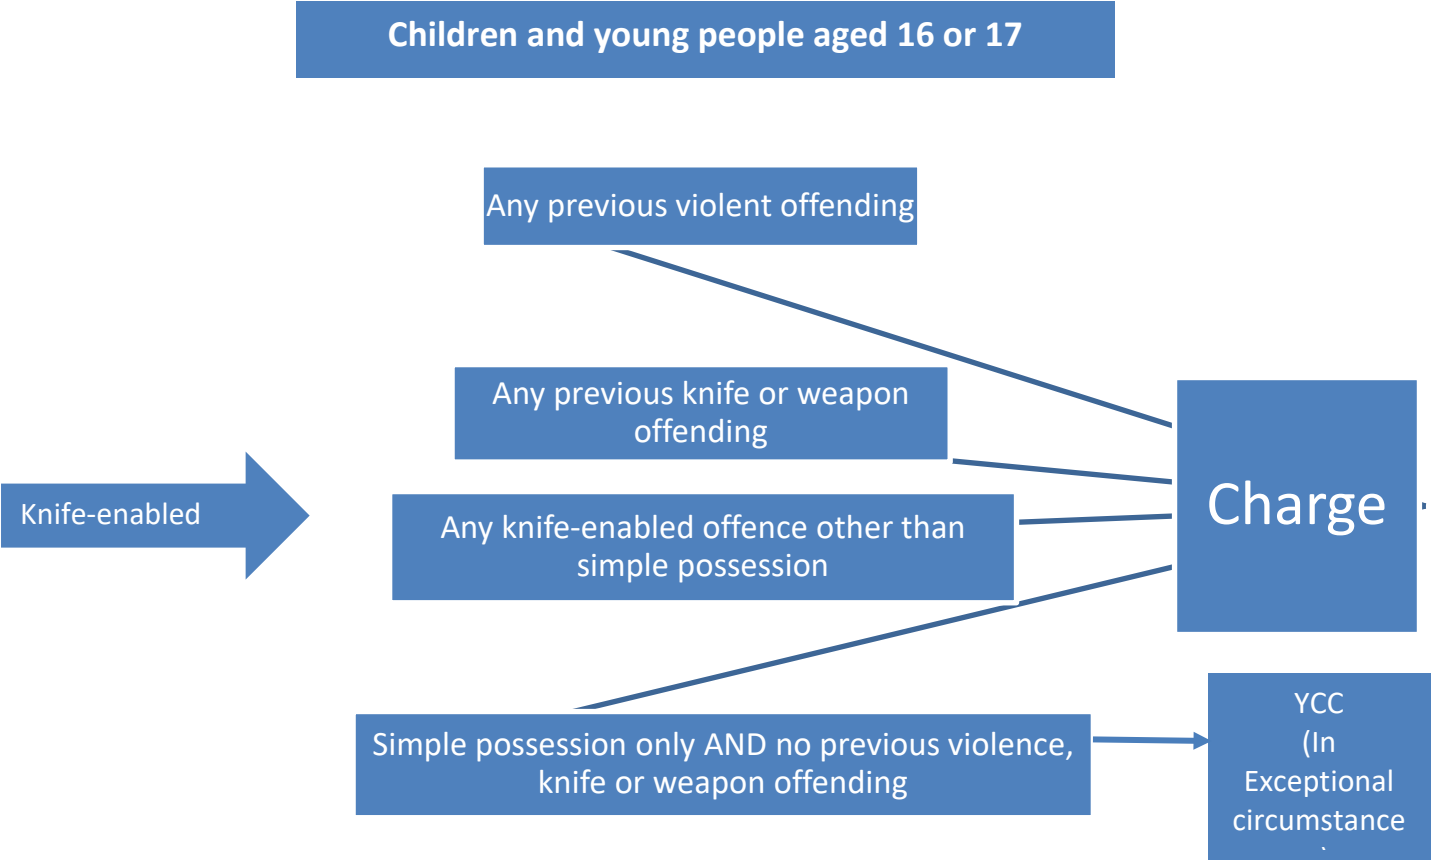 Children and young people aged 16 or 17
Any previous violent offending
Any previous knife or weapon
offending
Knife-enabled
Any knife-enabled offence other than
simple possession
Charge
Simple possession only AND no previous violence,
knife or weapon offending
YCC
(In
Exceptional
circumstance